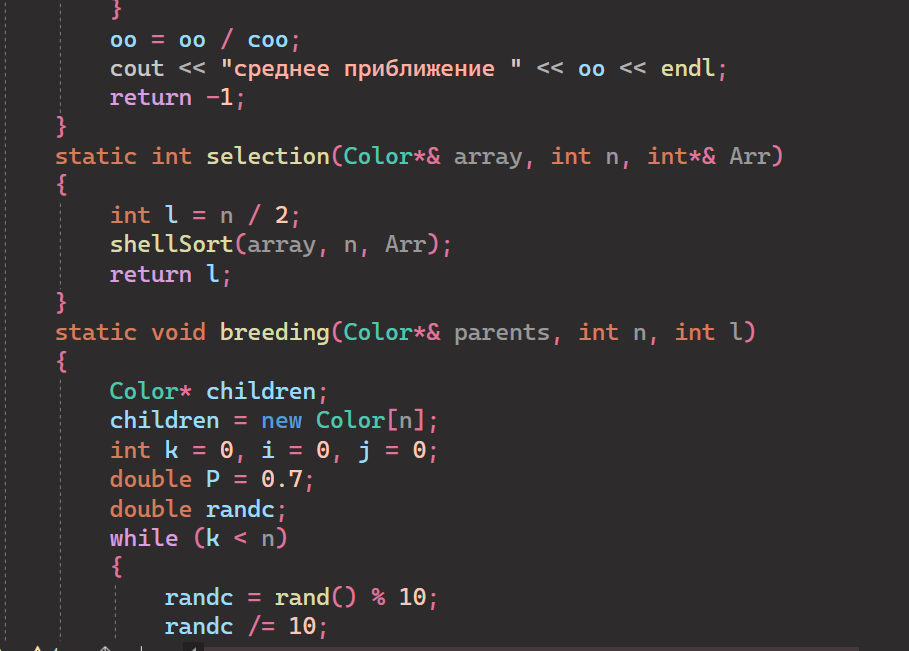 }
oo = oo / coo;
cout << "среднее приближение " << oo << endl;
return -1;
}
static int selection(Color*& array, int n, int*& Arr)
{
int l = n / 2;
shellSort(array, n, Arr);
return l;
}
static void breeding(Color*& parents, int n, int l)
{
Color* children;
children = new Color[n];
int k = 0, i = 0, j = 0;
double P = 0.7;
double randc;
while (k < n)
{
randc = rand() % 10;
randc /= 10;